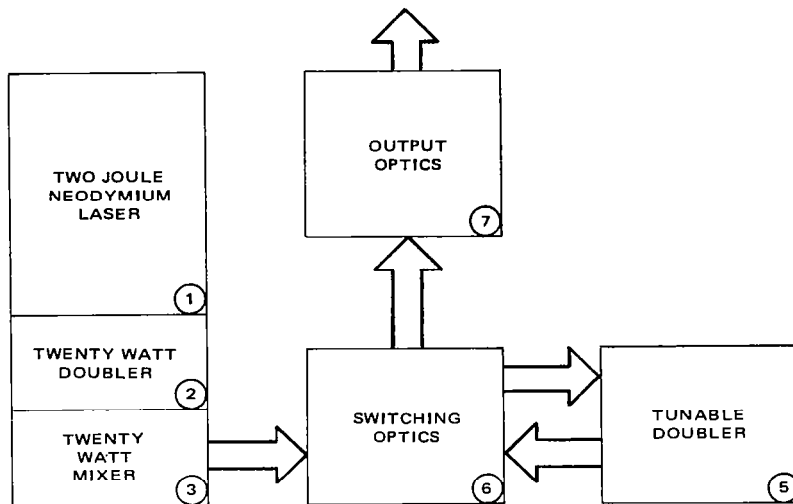 TWO JOULE
NEODYMIUM
LASER
1
TWENTY WATT
DOUBLER
2
TWENTY
WATT
MIXER
3
OUTPUT
OPTICS
7
SWITCHING
OPTICS
6
TUNABLE
DOUBLER
5